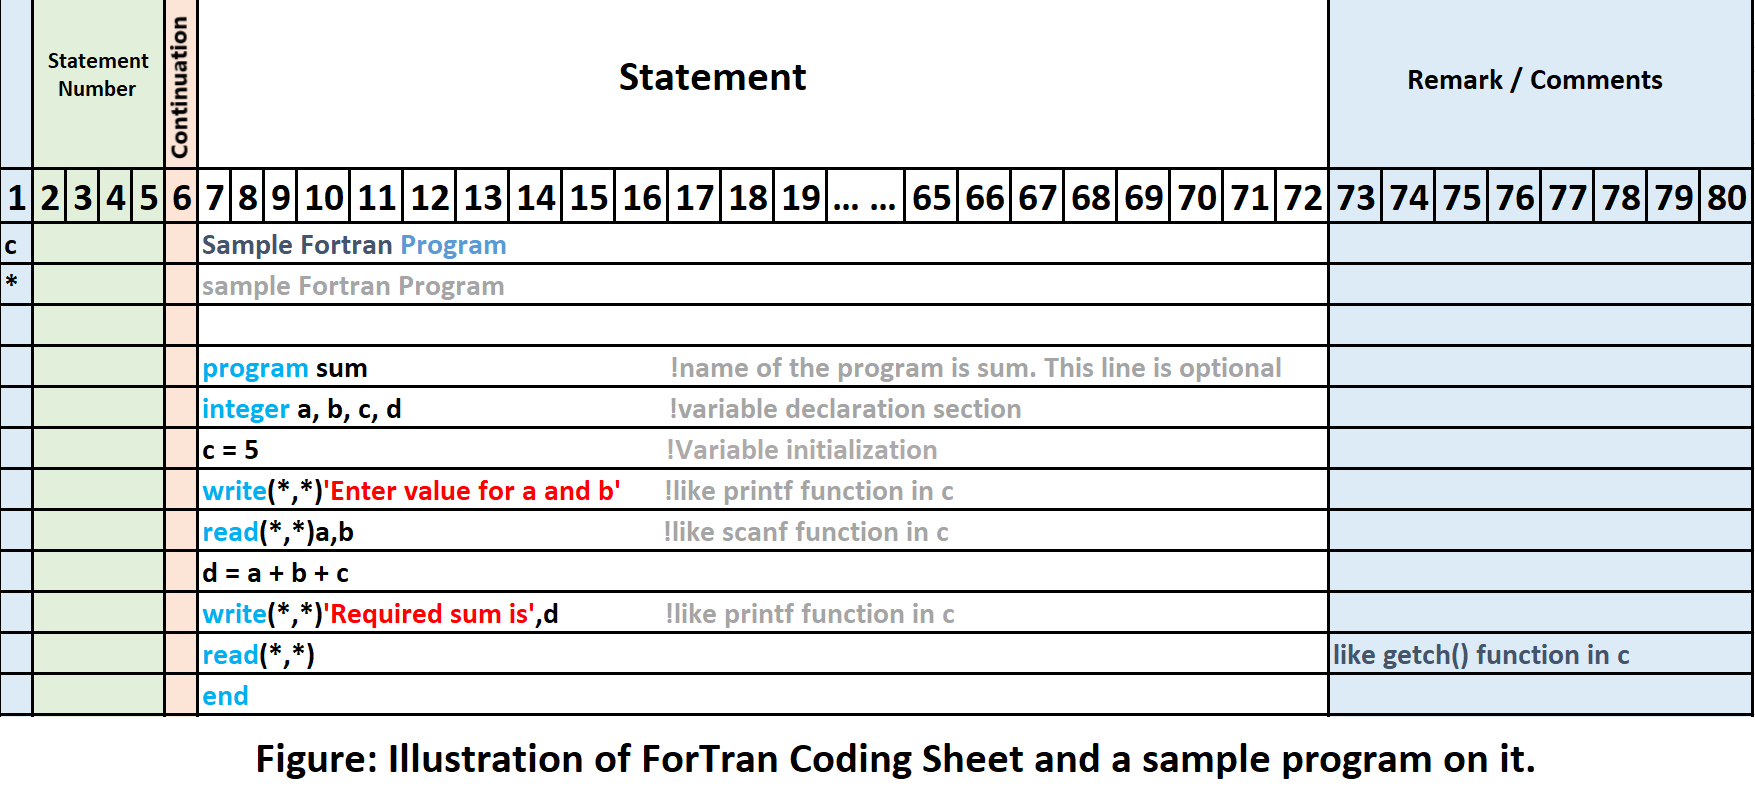 Statement Number
Continuation
Statement
Remark / Comments
1 2 3 4 5 6 7 8 9 10 11 12 13 14 15 16 17 18 19 ... ... 65 66 67 68 69 70 71 72 73 74 75 76 77 78 79 80
c Sample Fortran Program
* sample Fortran Program
program sum !name of the program is sum. This line is optional
integer a, b, c, d !variable declaration section
c = 5 !Variable initialization
write(*,*)'Enter value for a and b' !like printf function in c
read(*,*)a,b !like scanf function in c
d = a + b + c
write(*,*)'Required sum is',d !like printf function in c
read(*,*) like getch() function in c
end
Figure: Illustration of ForTran Coding Sheet and a sample program on it.